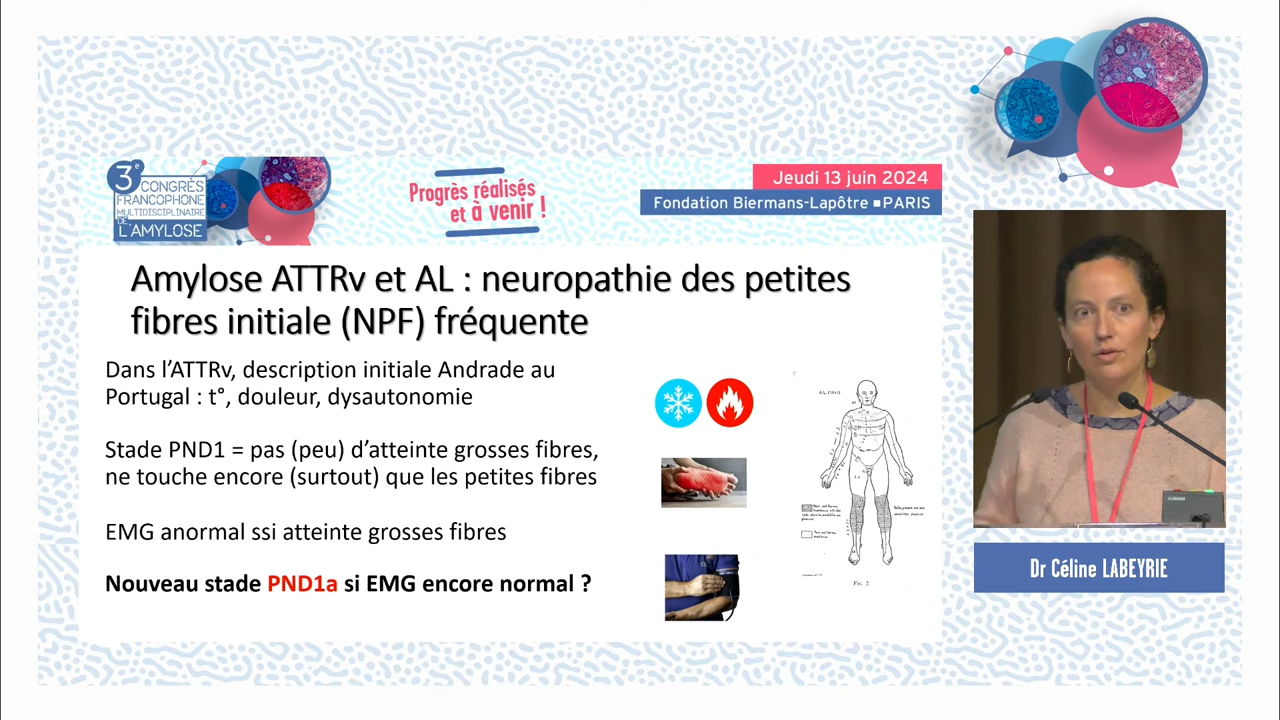 3e
CONGRÈS
FRANCOPHONE
MULTIDISCIPLINAIRE
DE
L'AMYLOSE
Progrès réalisés
et à venir !
Jeudi 13 juin 2024
Fondation Biermans-Lapôtre ■ PARIS
Amylose ATTRv et AL : neuropathie des petites
fibres initiale (NPF) fréquente
Dans l’ATTRv, description initiale Andrade au
Portugal : t°, douleur, dysautonomie
Stade PND1 = pas (peu) d’atteinte grosses fibres,
ne touche encore (surtout) que les petites fibres
EMG anormal ssi atteinte grosses fibres
Nouveau stade PND1a si EMG encore normal ?
FIG. 2.
Dr Céline LABEYRIE